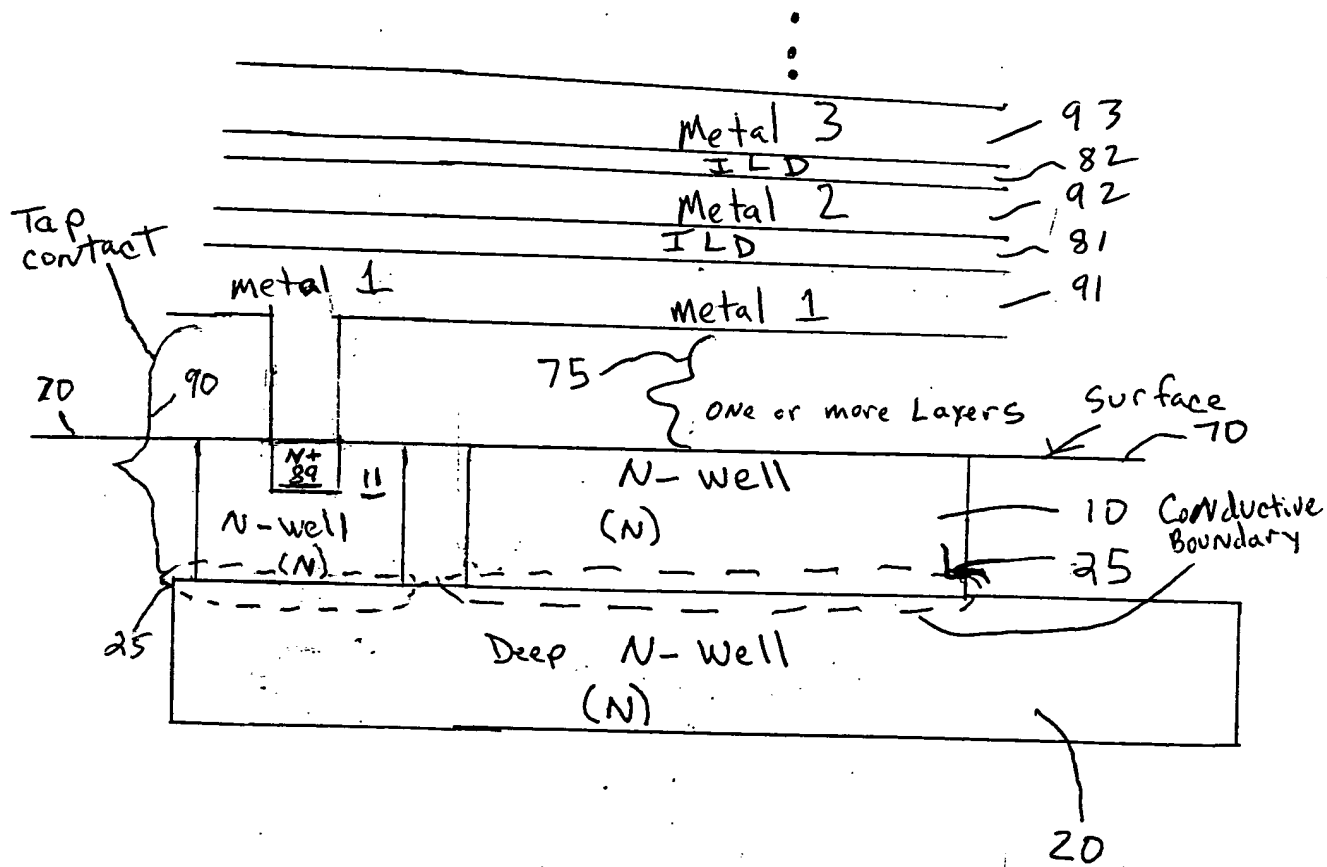 Metal 3
93
ILD
82
Metal 2
92
ILD
81
Tap
contact
metal 1
Metal 1
91
75
One or more Layers
90
70
Surface
70
N+
89
11
N-well
(N)
N-well
(N)
10
Conductive
Boundary
25
25
Deep N-Well
(N)
20